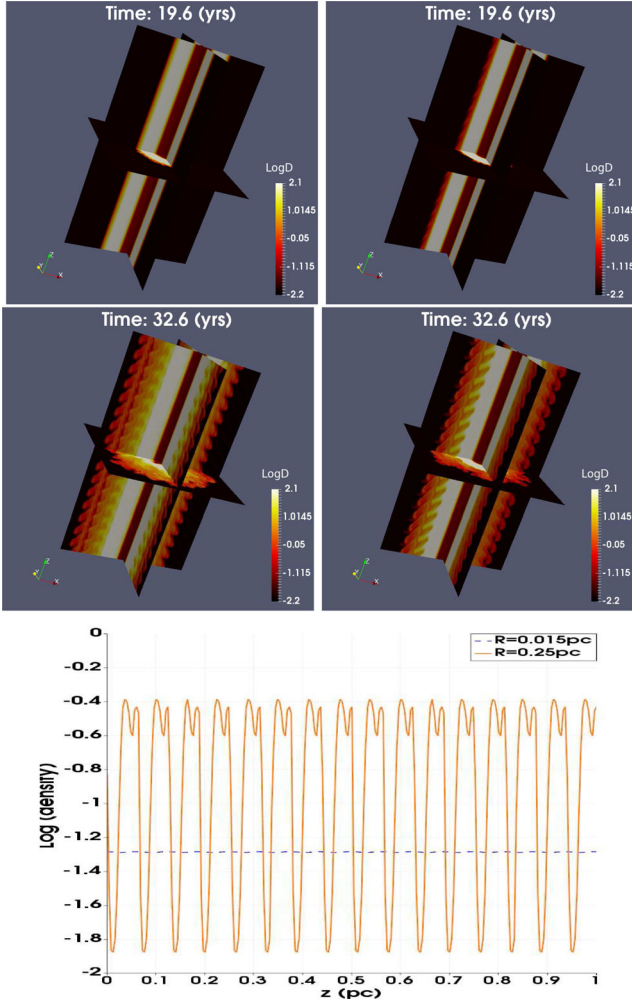 Time: 19.6 (yrs)
LogD
2.1
1.0145
-0.05
-1.115
-2.2
Z
Y
X
Time: 19.6 (yrs)
LogD
2.1
1.0145
-0.05
-1.115
-2.2
Z
Y
X
Time: 32.6 (yrs)
LogD
2.1
1.0145
-0.05
-1.115
-2.2
Z
Y
X
Time: 32.6 (yrs)
LogD
2.1
1.0145
-0.05
-1.115
-2.2
Z
Y
X
R=0.015pc
R=0.25pc
Log (density)
0
-0.2
-0.4
-0.6
-0.8
-1
-1.2
-1.4
-1.6
-1.8
-2
0 0.1 0.2 0.3 0.4 0.5 0.6 0.7 0.8 0.9 1
z (pc)